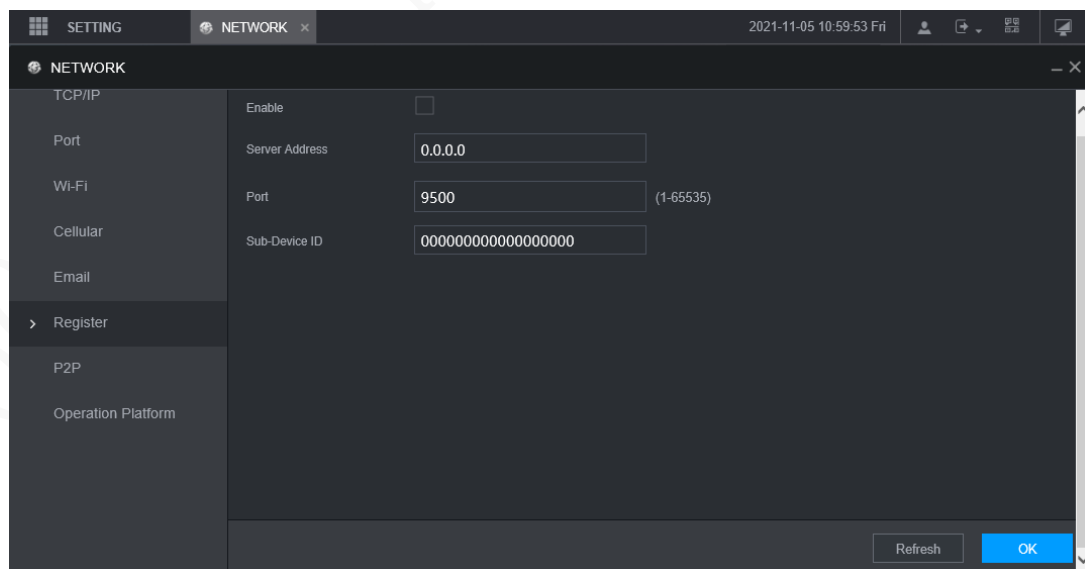 SETTING NETWORK × 2021-11-05 10:59:53 Fri
NETWORK
TCP/IP
Port
Wi-Fi
Cellular
Email
Register
P2P
Operation Platform
Enable
Server Address 0.0.0.0
Port 9500 (1-65535)
Sub-Device ID 000000000000000000
Refresh OK